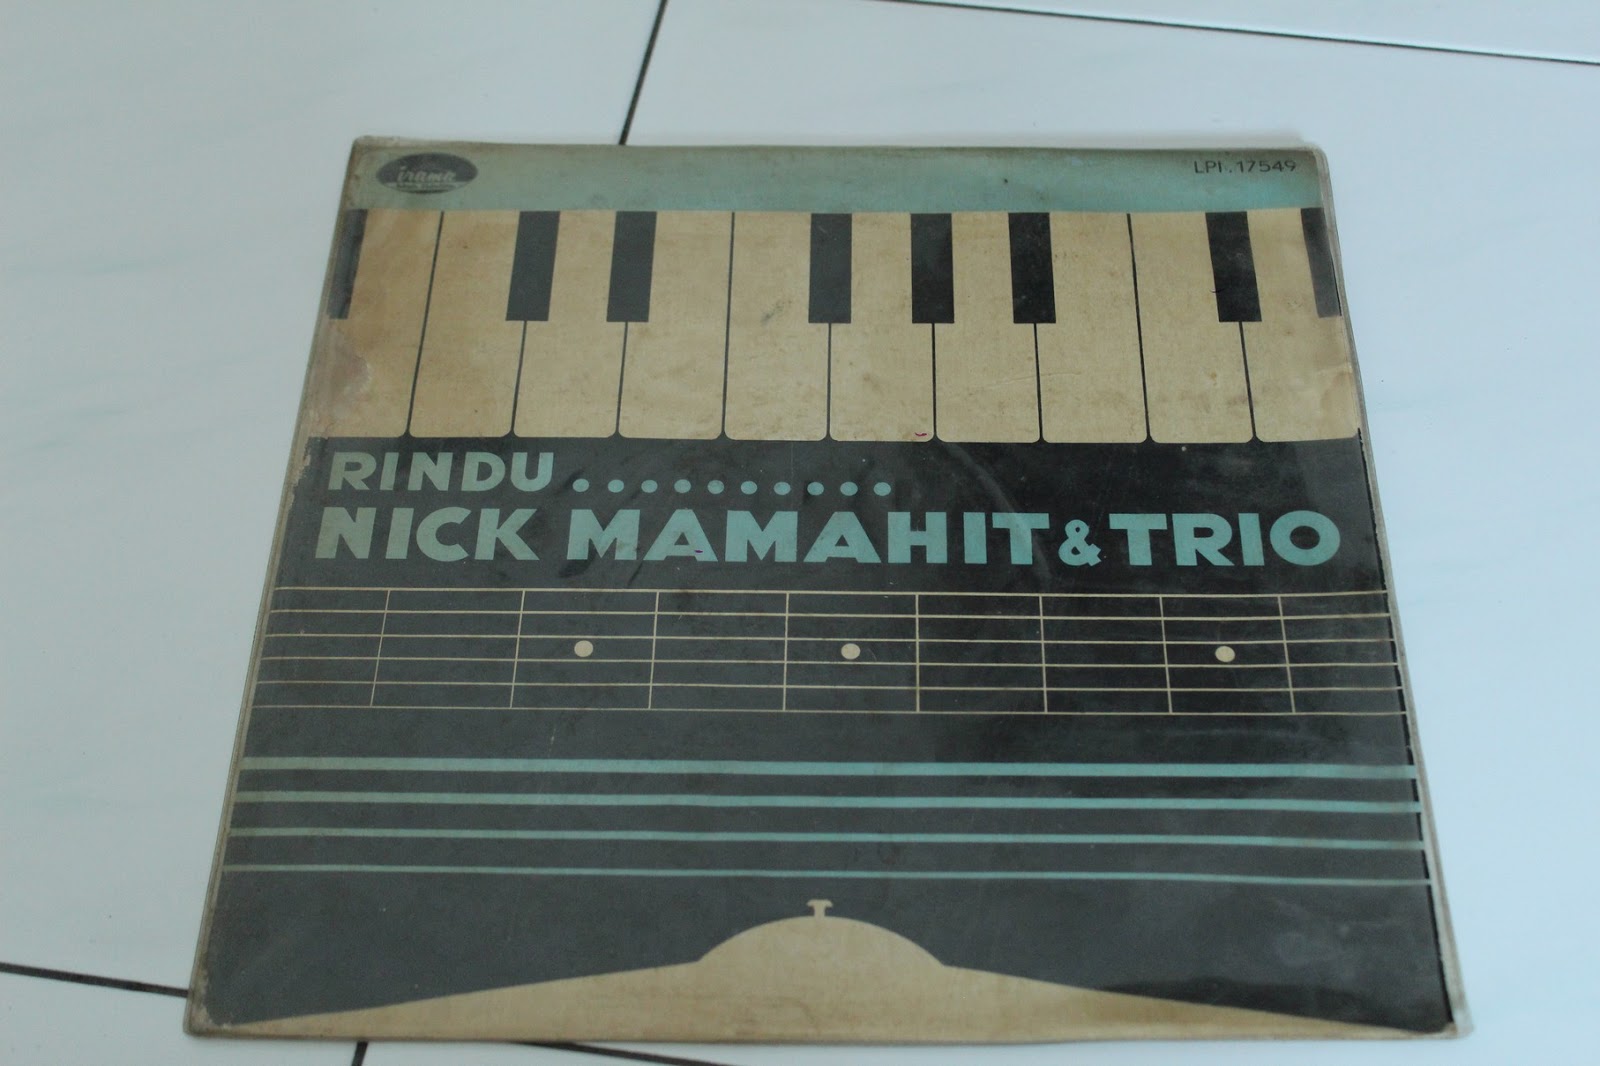 irama
LPI. 17549
RINDU..........
NICK MAMAHIT & TRIO